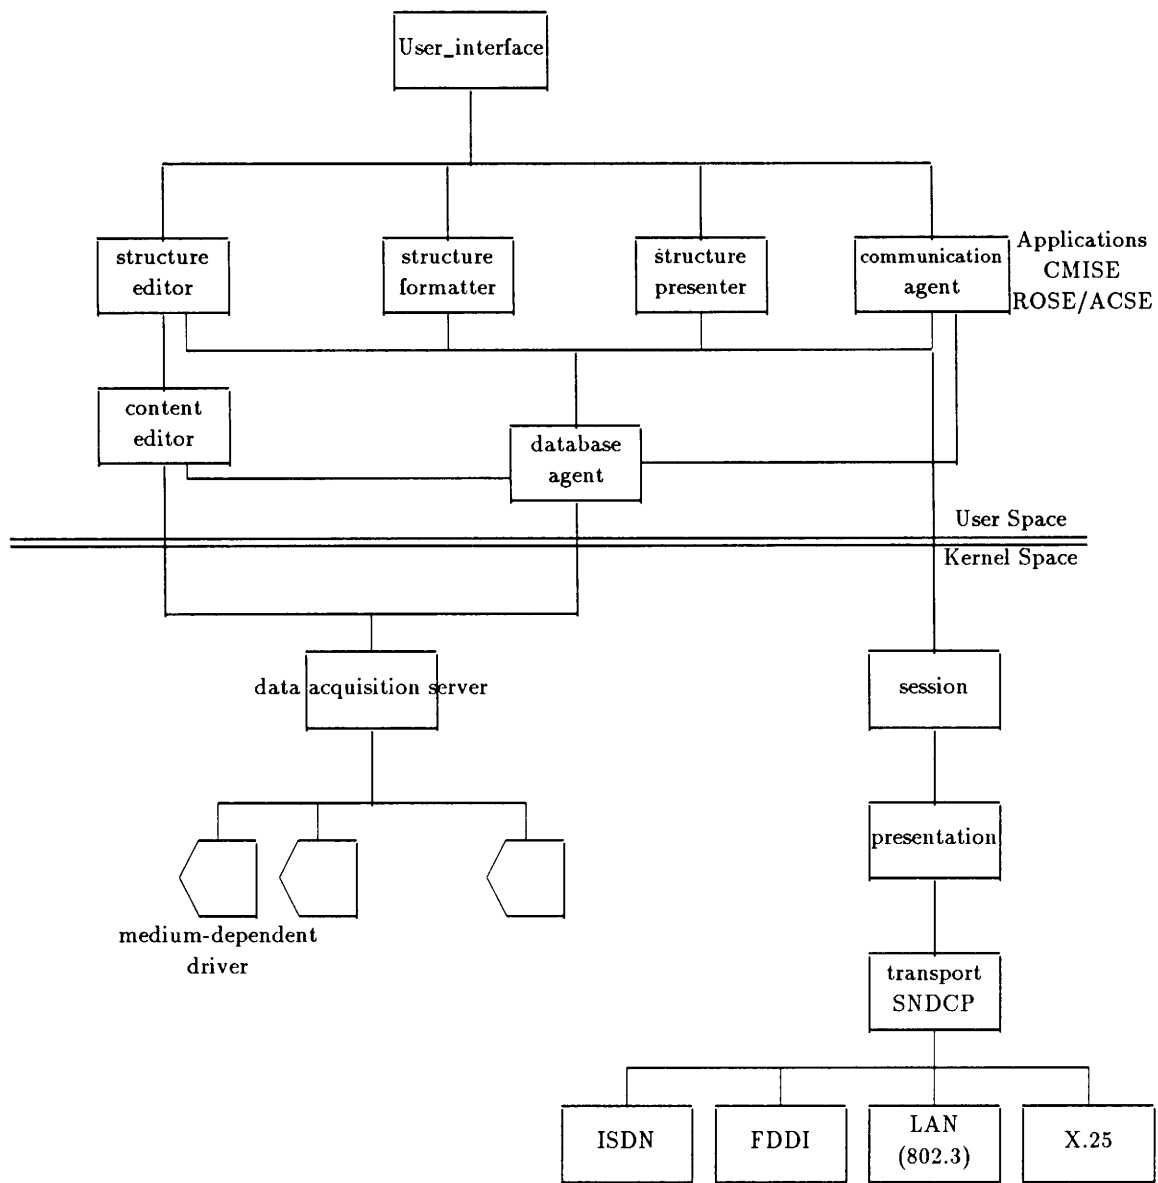 User_interface
structure
editor
structure
formatter
structure
presenter
communication
agent
Applications
CMISE
ROSE/ACSE
content
editor
database
agent
User Space
Kernel Space
data acquisition server
session
presentation
medium-dependent
driver
transport
SNDCP
ISDN
FDDI
LAN
(802.3)
X.25